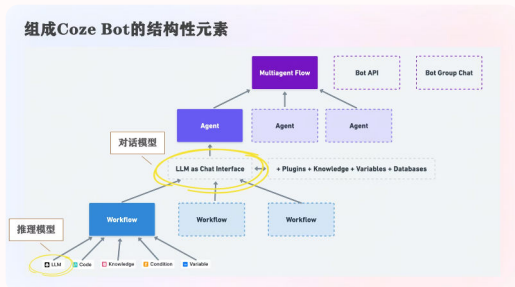 组成Coze Bot的结构性元素
Multiagent Flow
Bot API
Bot Group Chat
Agent
Agent
Agent
对话模型
LLM as Chat Interface
+ Plugins + Knowledge + Variables + Databases
Workflow
Workflow
Workflow
推理模型
LLM
Code
Knowledge
Condition
Variable